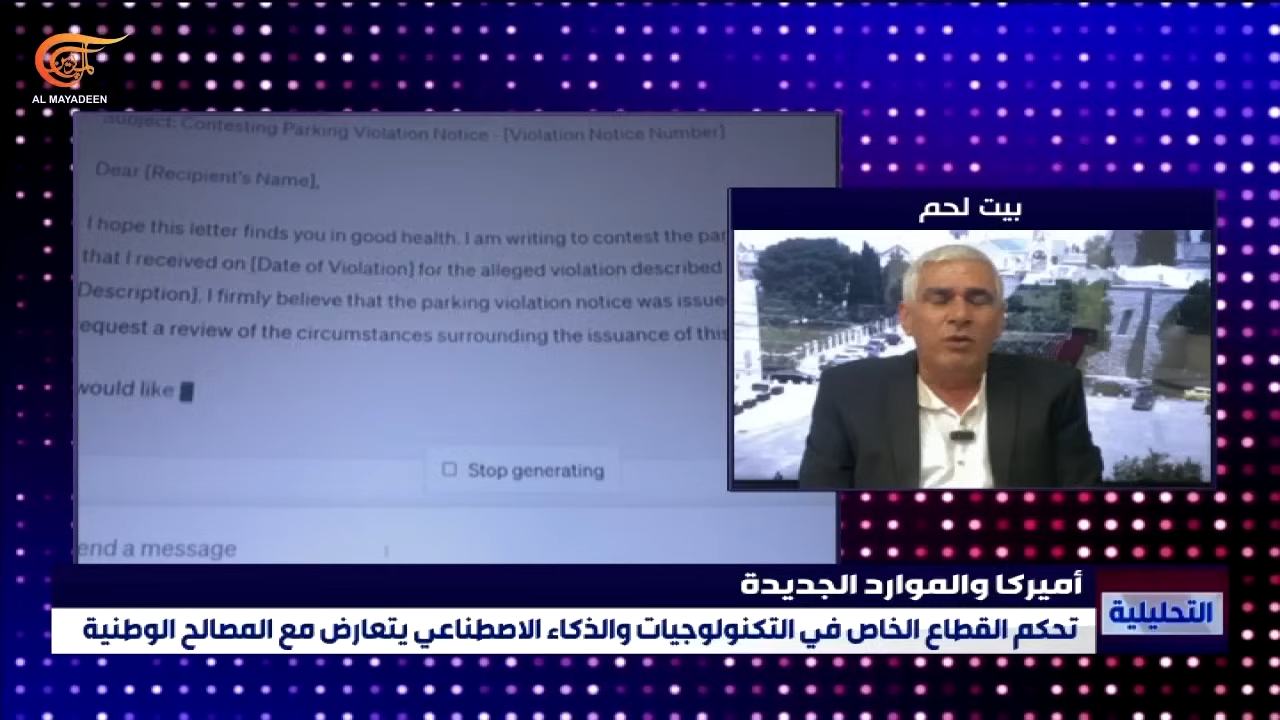 AL MAYADEEN
Subject: Contesting Parking Violation Notice - [Violation Notice Number]
Dear [Recipient's Name],
I hope this letter finds you in good health. I am writing to contest the
that I received on [Date of Violation] for the alleged violation described
Description]. I firmly believe that the parking violation notice was
request a review of the circumstances surrounding the issuance of this
would like
Stop generating
end a message
بيت لحم
أميركا والموارد الجديدة
التحليلية
تحكم القطاع الخاص في التكنولوجيات والذكاء الاصطناعي يتعارض مع المصالح الوطنية